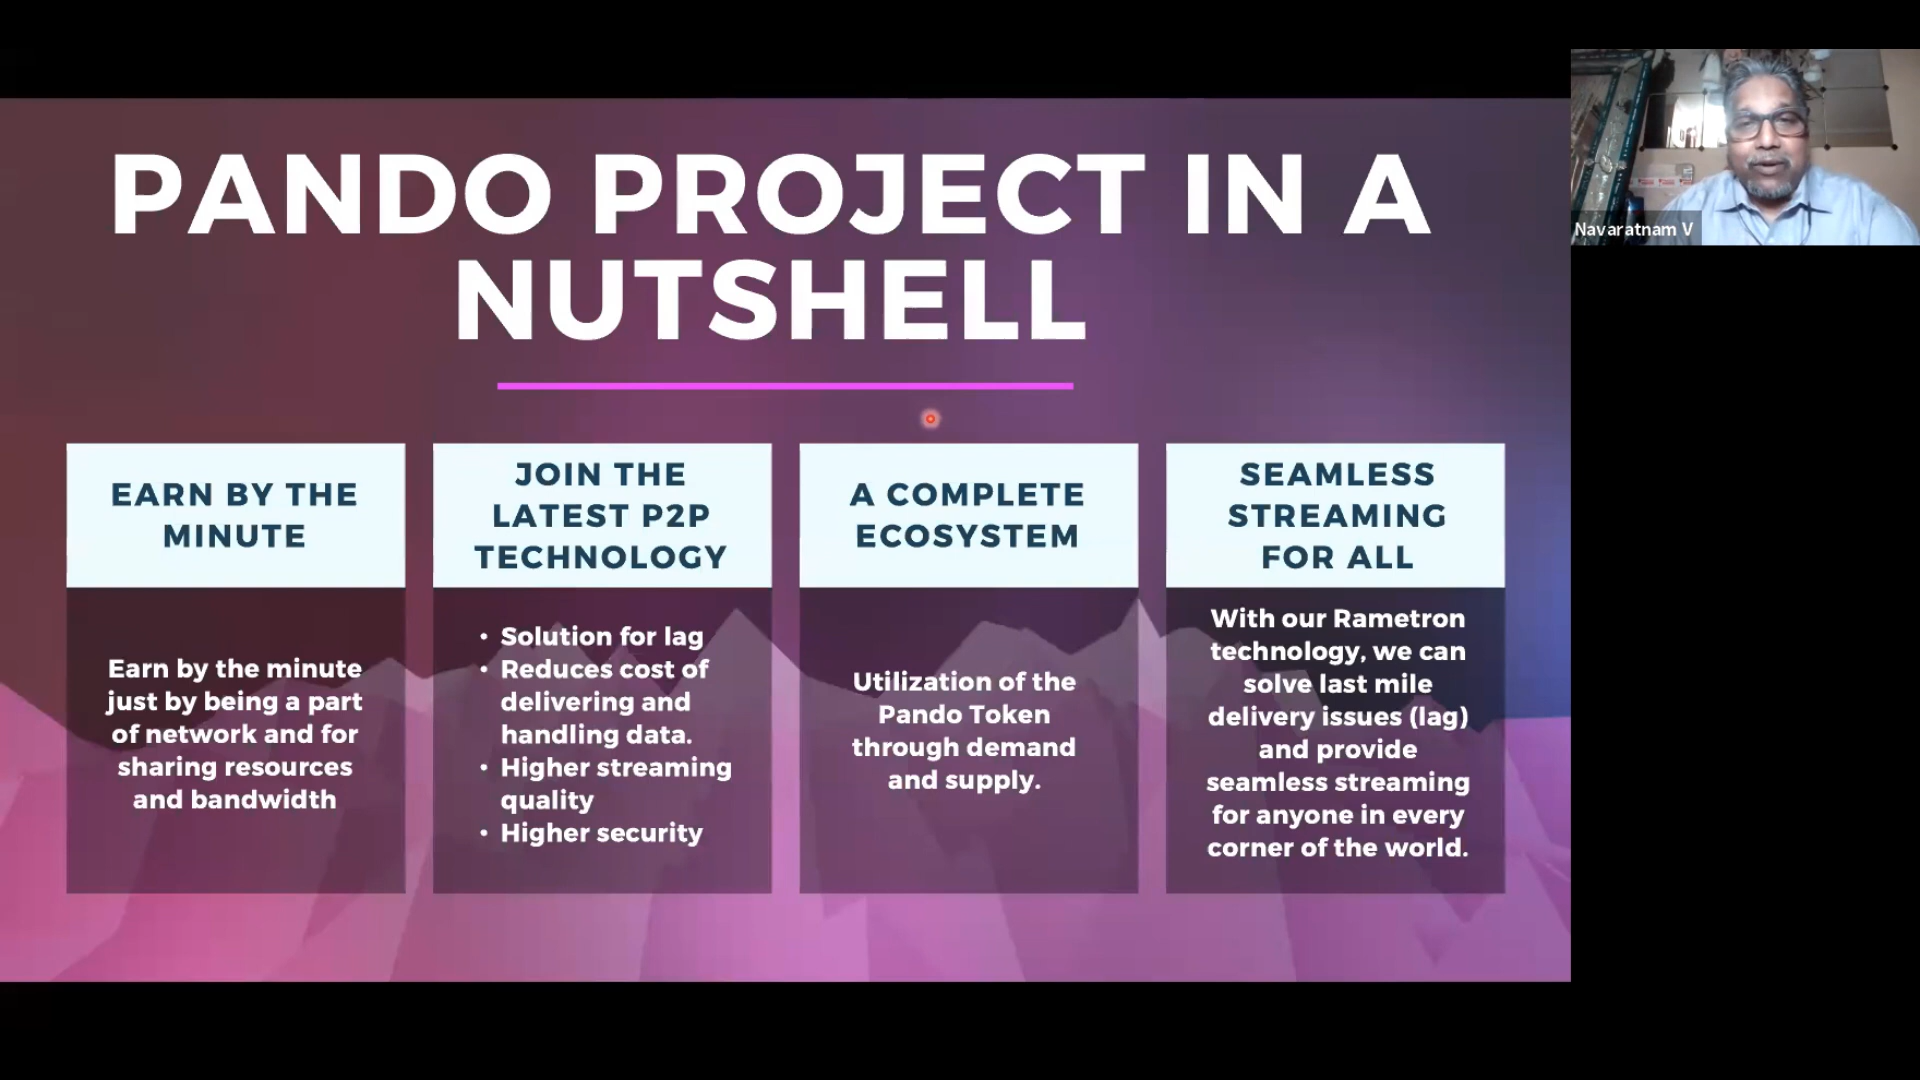 PANDO PROJECT IN A
NUTSHELL
EARN BY THE
MINUTE
Earn by the minute
just by being a part
of network and for
sharing resources
and bandwidth
JOIN THE
LATEST P2P
TECHNOLOGY
• Solution for lag
• Reduces cost of
delivering and
handling data.
• Higher streaming
quality
• Higher security
A COMPLETE
ECOSYSTEM
Utilization of the
Pando Token
through demand
and supply.
SEAMLESS
STREAMING
FOR ALL
With our Rametron
technology, we can
solve last mile
delivery issues (lag)
and provide
seamless streaming
for anyone in every
corner of the world.
Navaratnam V